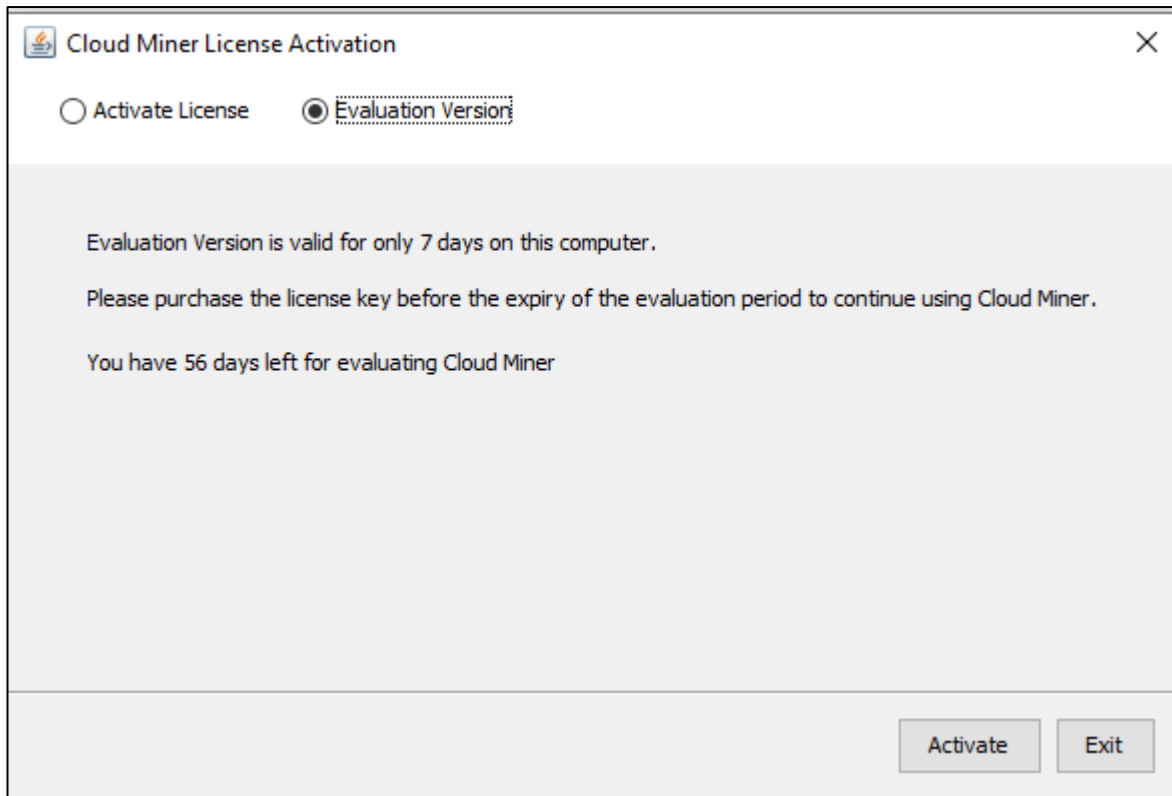 Cloud Miner License Activation
Activate License Evaluation Version
Evaluation Version is valid for only 7 days on this computer.
Please purchase the license key before the expiry of the evaluation period to continue using Cloud Miner.
You have 56 days left for evaluating Cloud Miner
Activate Exit